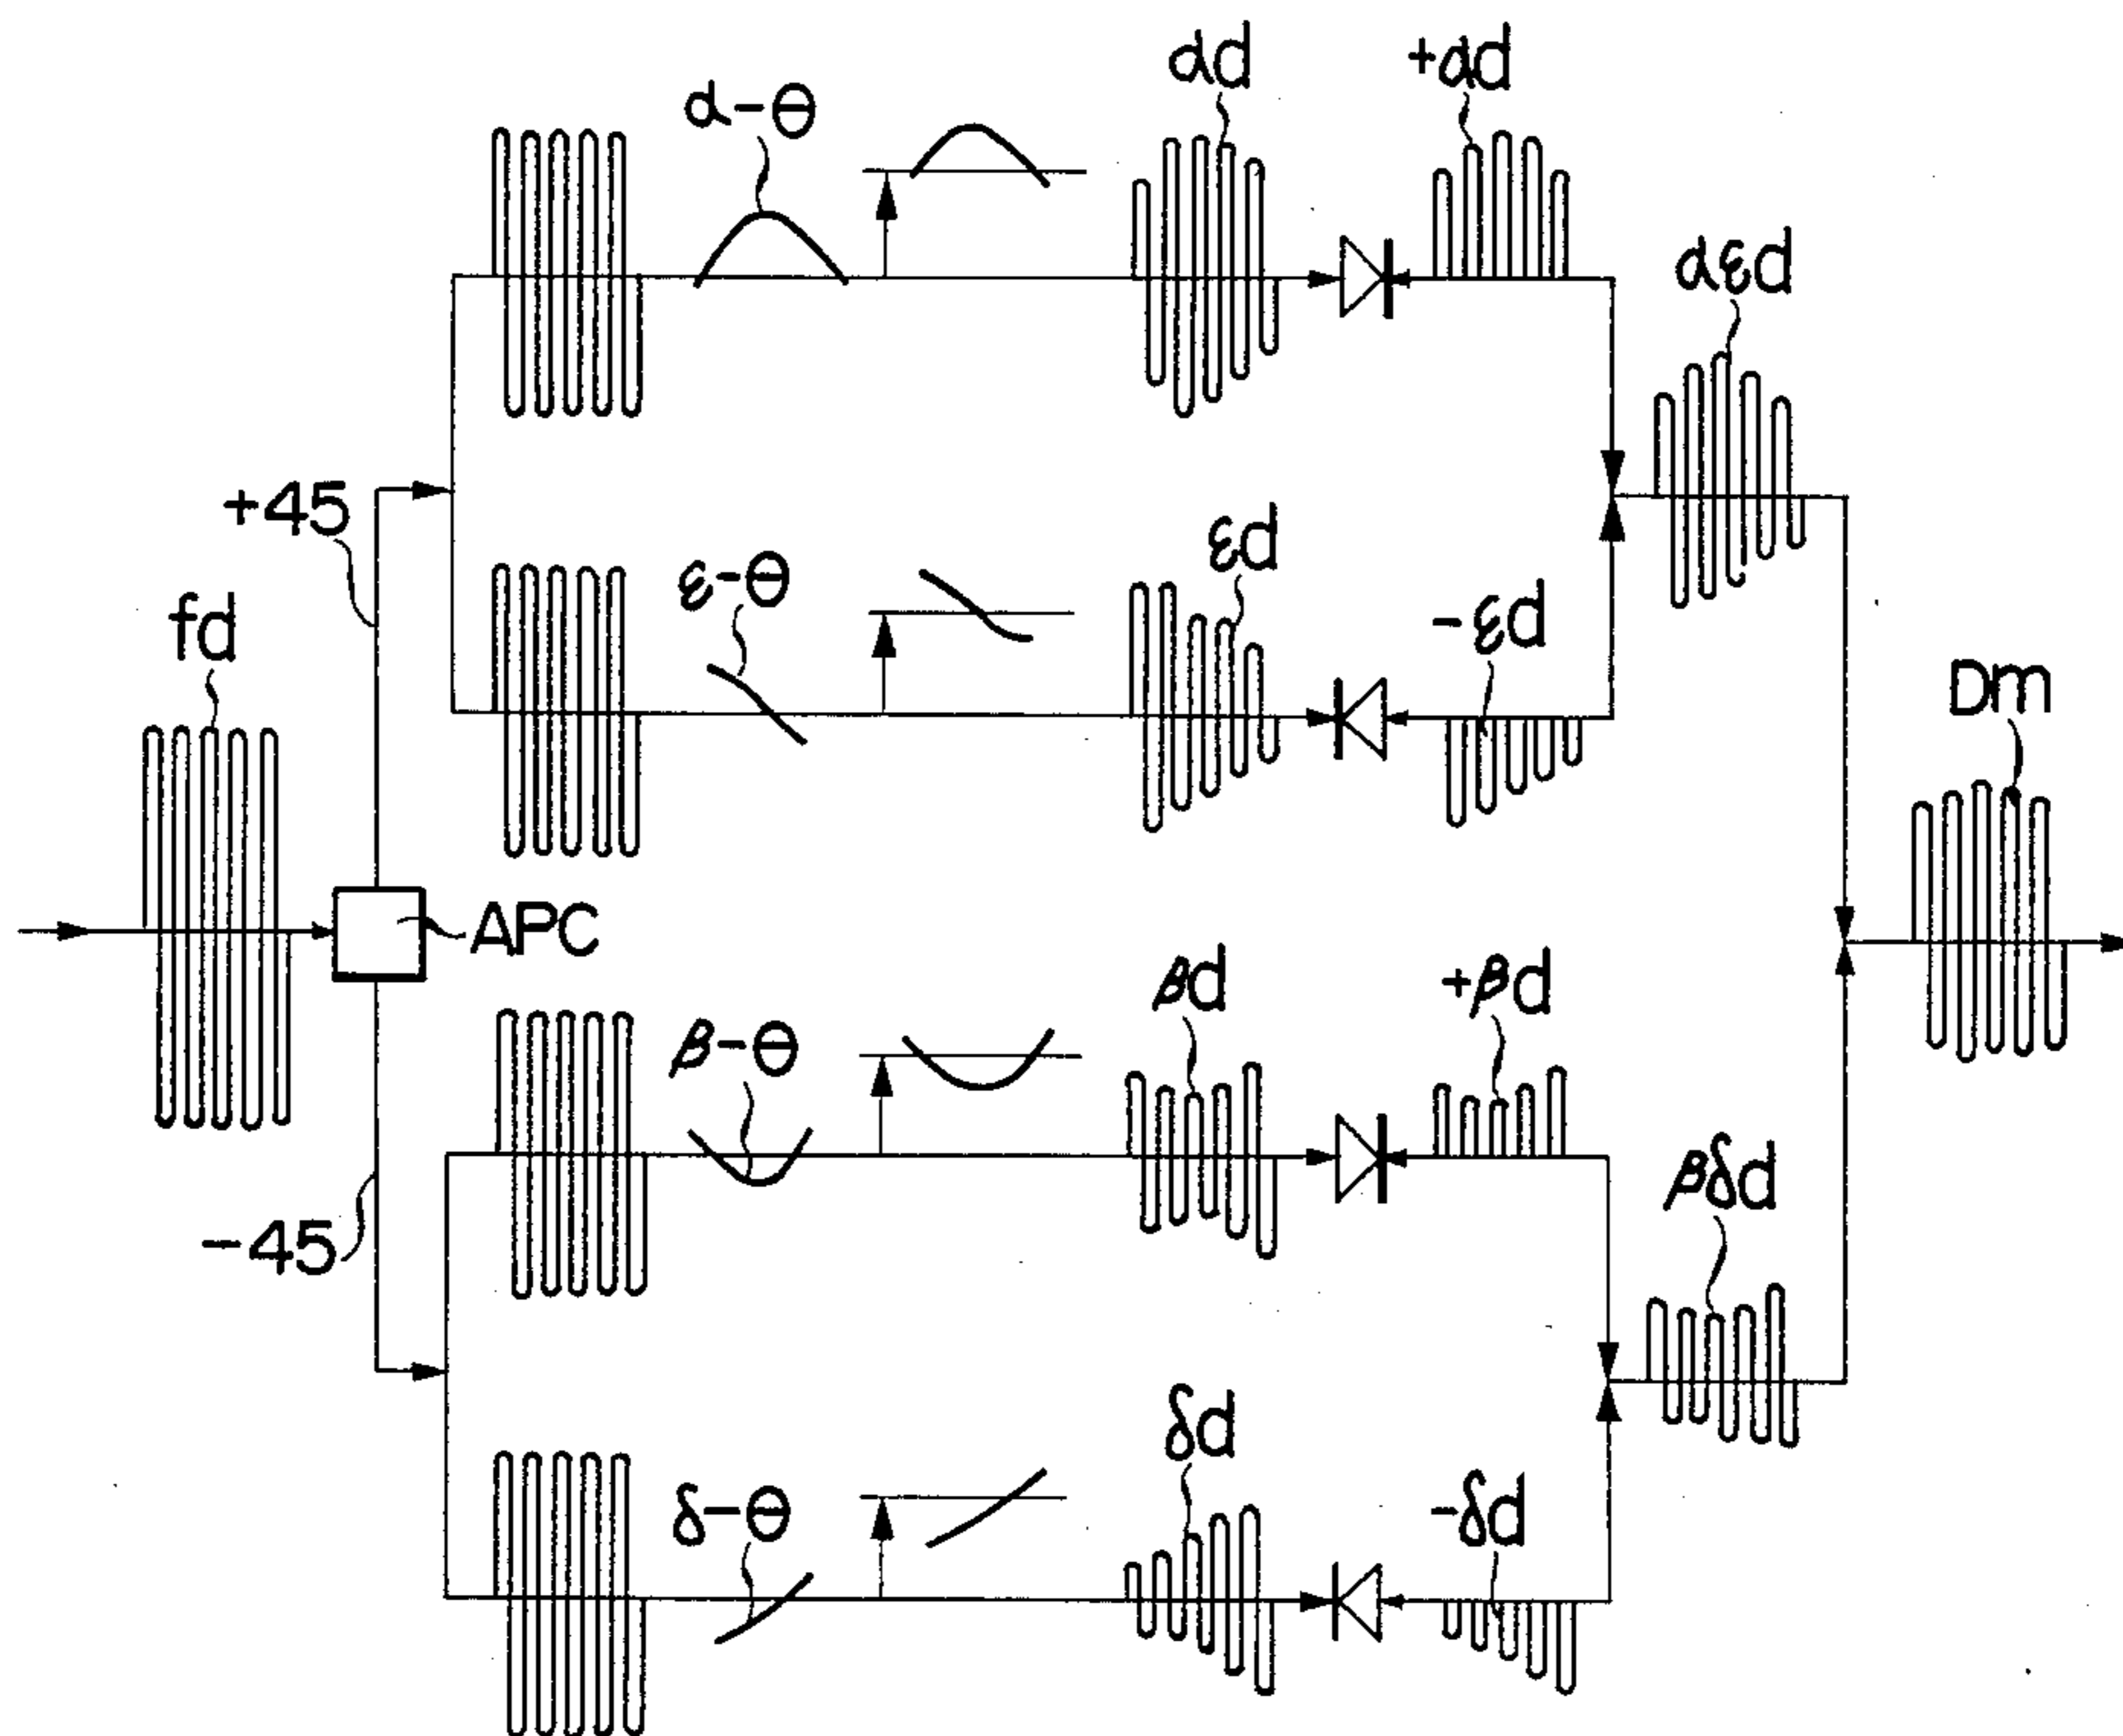 αd
+αd
α-θ
αεd
+45
εd
ε-θ
-εd
fd
Dm
APC
βd
+βd
β-θ
βδd
-45
δd
δ-θ
-δd